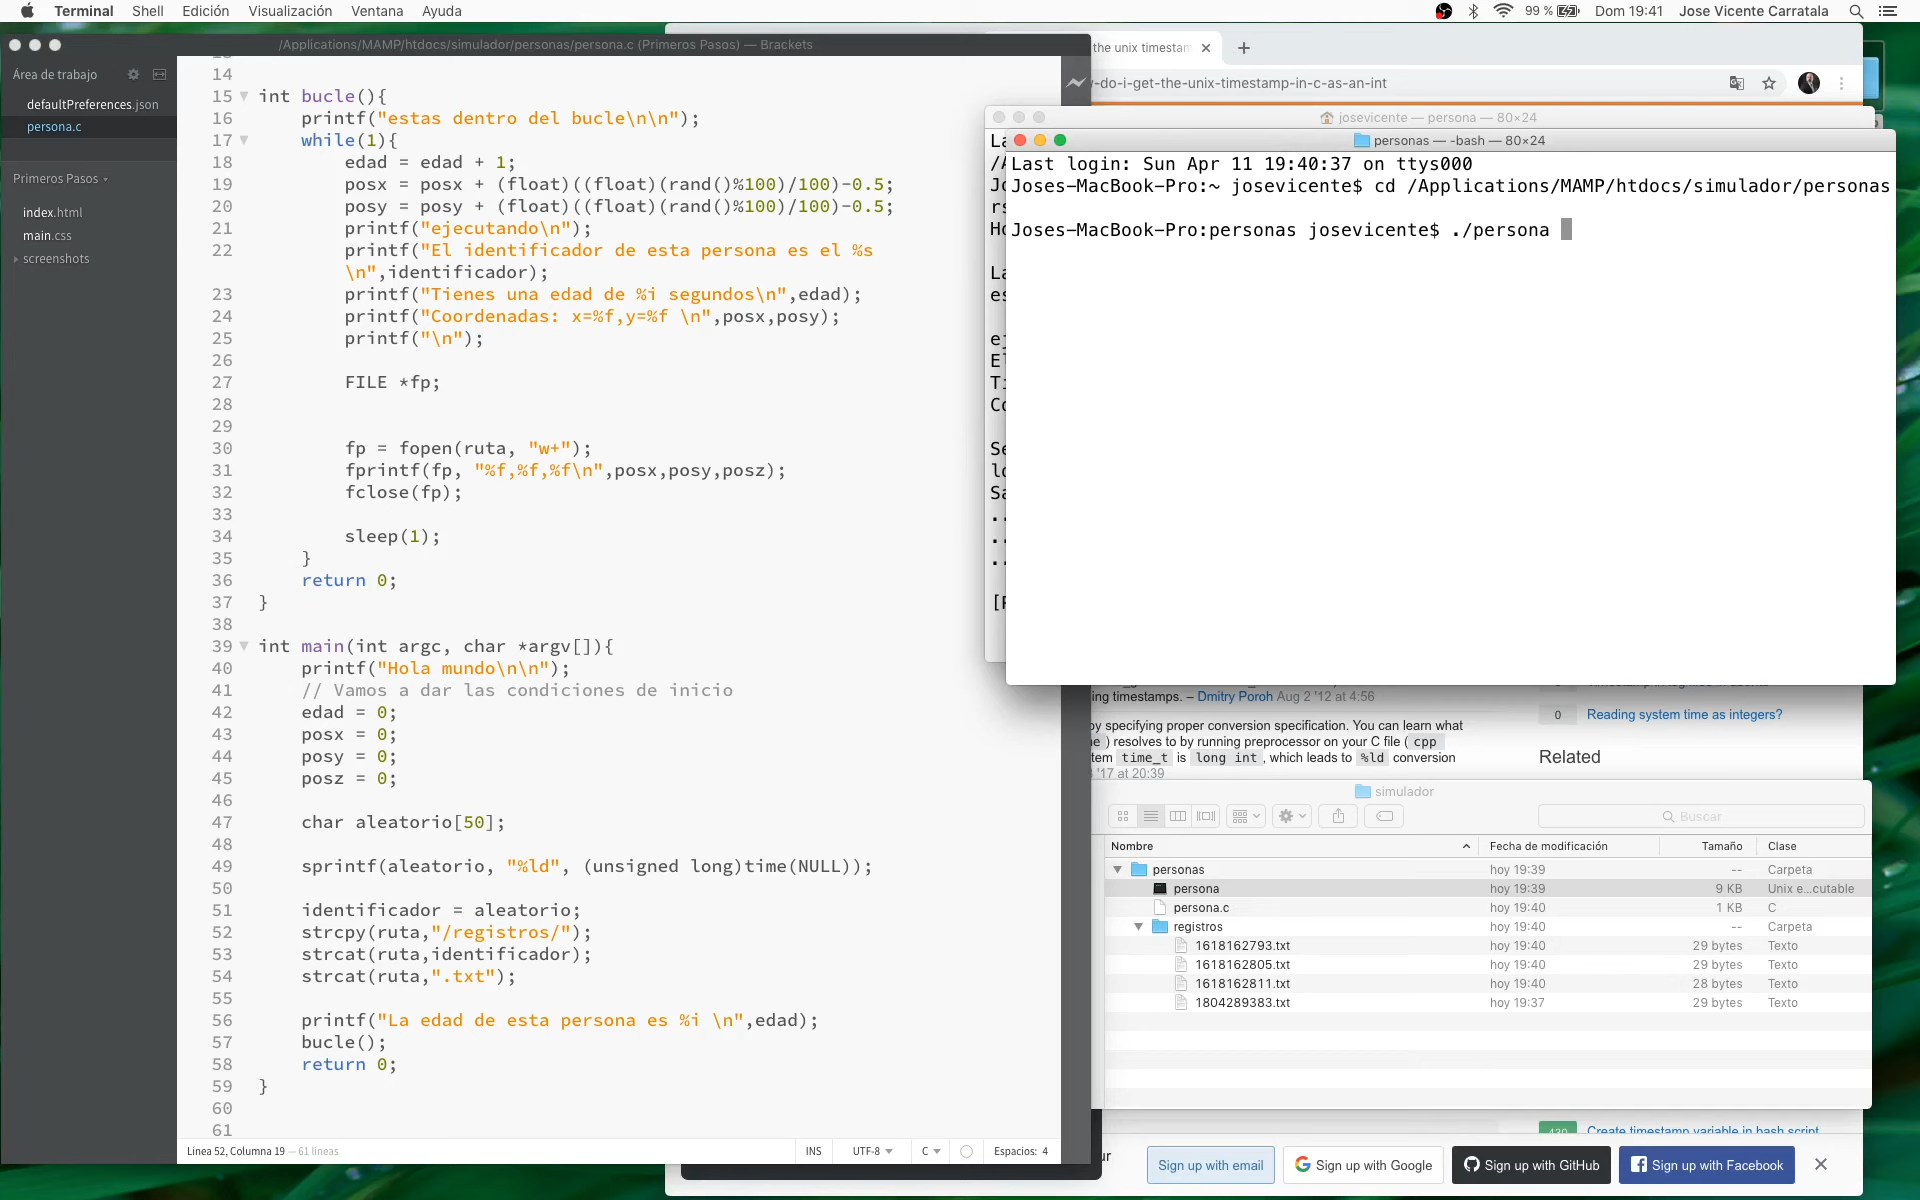 Terminal Shell Edición Visualización Ventana Ayuda
99 % Dom 19:41 Jose Vicente Carratala
/Applications/MAMP/htdocs/simulador/personas/persona.c (Primeros Pasos) — Brackets
Área de trabajo
defaultPreferences.json
persona.c
Primeros Pasos
index.html
main.css
screenshots
14
15 int bucle(){
16 printf("estas dentro del bucle\n\n");
17 while(1){
18 edad = edad + 1;
19 posx = posx + (float)((float)(rand()%100)/100)-0.5;
20 posy = posy + (float)((float)(rand()%100)/100)-0.5;
21 printf("ejecutando\n");
22 printf("El identificador de esta persona es el %s
\n",identificador);
23 printf("Tienes una edad de %i segundos\n",edad);
24 printf("Coordenadas: x=%f,y=%f \n",posx,posy);
25 printf("\n");
26
27 FILE *fp;
28
29
30 fp = fopen(ruta, "w+");
31 fprintf(fp, "%f,%f,%f\n",posx,posy,posz);
32 fclose(fp);
33
34 sleep(1);
35 }
36 return 0;
37 }
38
39 int main(int argc, char *argv[]){
40 printf("Hola mundo\n\n");
41 // Vamos a dar las condiciones de inicio
42 edad = 0;
43 posx = 0;
44 posy = 0;
45 posz = 0;
46
47 char aleatorio[50];
48
49 sprintf(aleatorio, "%ld", (unsigned long)time(NULL));
50
51 identificador = aleatorio;
52 strcpy(ruta,"/registros/");
53 strcat(ruta,identificador);
54 strcat(ruta,".txt");
55
56 printf("La edad de esta persona es %i \n",edad);
57 bucle();
58 return 0;
59 }
60
61
Línea 52, Columna 19 — 61 líneas
INS UTF-8 C Espacios: 4
the unix timestam
-do-i-get-the-unix-timestamp-in-c-as-an-int
josevicente — persona — 80×24
personas — -bash — 80×24
Last login: Sun Apr 11 19:40:37 on ttys000
Joses-MacBook-Pro:~ josevicente$ cd /Applications/MAMP/htdocs/simulador/personas
Joses-MacBook-Pro:personas josevicente$ ./persona
ing timestamps. – Dmitry Poroh Aug 2 '12 at 4:56
by specifying proper conversion specification. You can learn what
) resolves to by running preprocessor on your C file ( cpp
tem time_t is long int, which leads to %ld conversion
'17 at 20:39
0 Reading system time as integers?
Related
simulador
Buscar
Nombre Fecha de modificación Tamaño Clase
personas hoy 19:39 -- Carpeta
persona hoy 19:39 9 KB Unix e...cutable
persona.c hoy 19:40 1 KB C
registros hoy 19:40 -- Carpeta
1618162793.txt hoy 19:40 29 bytes Texto
1618162805.txt hoy 19:40 29 bytes Texto
1618162811.txt hoy 19:40 28 bytes Texto
1804289383.txt hoy 19:37 29 bytes Texto
Create timestamp variable in bash script
Sign up with email
Sign up with Google
Sign up with GitHub
Sign up with Facebook